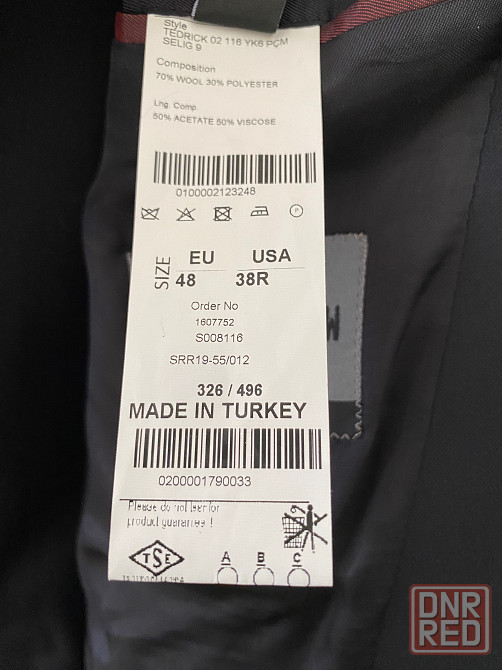 Style
TEDRICK 02 116 YK6 PÇM
SELIG 9
Composition
70% WOOL 30% POLYESTER
Lng. Comp.
50% ACETATE 50% VISCOSE
0100002123248
P
SIZE
EU USA
48 38R
Order No
1607752
S008116
SRR19-55/012
326 / 496
MADE IN TURKEY
0200001790033
Please do not tear for
product guarantee !
TSE
A B C
M
DNR
RED